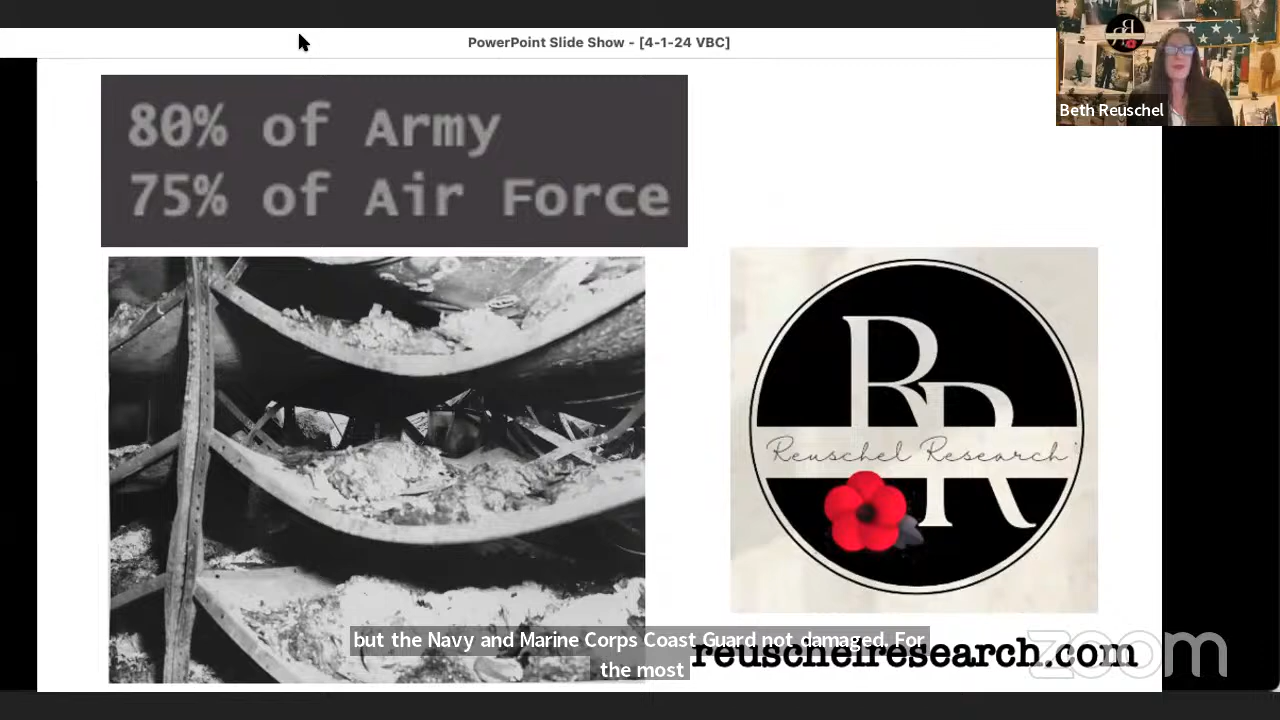 PowerPoint Slide Show - [4-1-24 VBC]
Beth Reuschel
80% of Army
75% of Air Force
RR
Reuschel Research
but the Navy and Marine Corps Coast Guard not damaged. For
the most
reuschelresearch.com
zoom